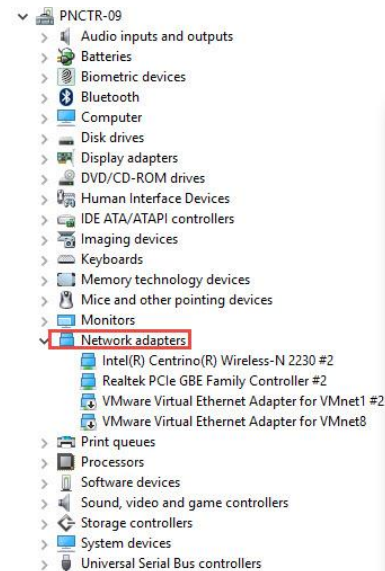 PNCTR-09
Audio inputs and outputs
Batteries
Biometric devices
Bluetooth
Computer
Disk drives
Display adapters
DVD/CD-ROM drives
Human Interface Devices
IDE ATA/ATAPI controllers
Imaging devices
Keyboards
Memory technology devices
Mice and other pointing devices
Monitors
Network adapters
Intel(R) Centrino(R) Wireless-N 2230 #2
Realtek PCIe GBE Family Controller #2
VMware Virtual Ethernet Adapter for VMnet1 #2
VMware Virtual Ethernet Adapter for VMnet8
Print queues
Processors
Software devices
Sound, video and game controllers
Storage controllers
System devices
Universal Serial Bus controllers